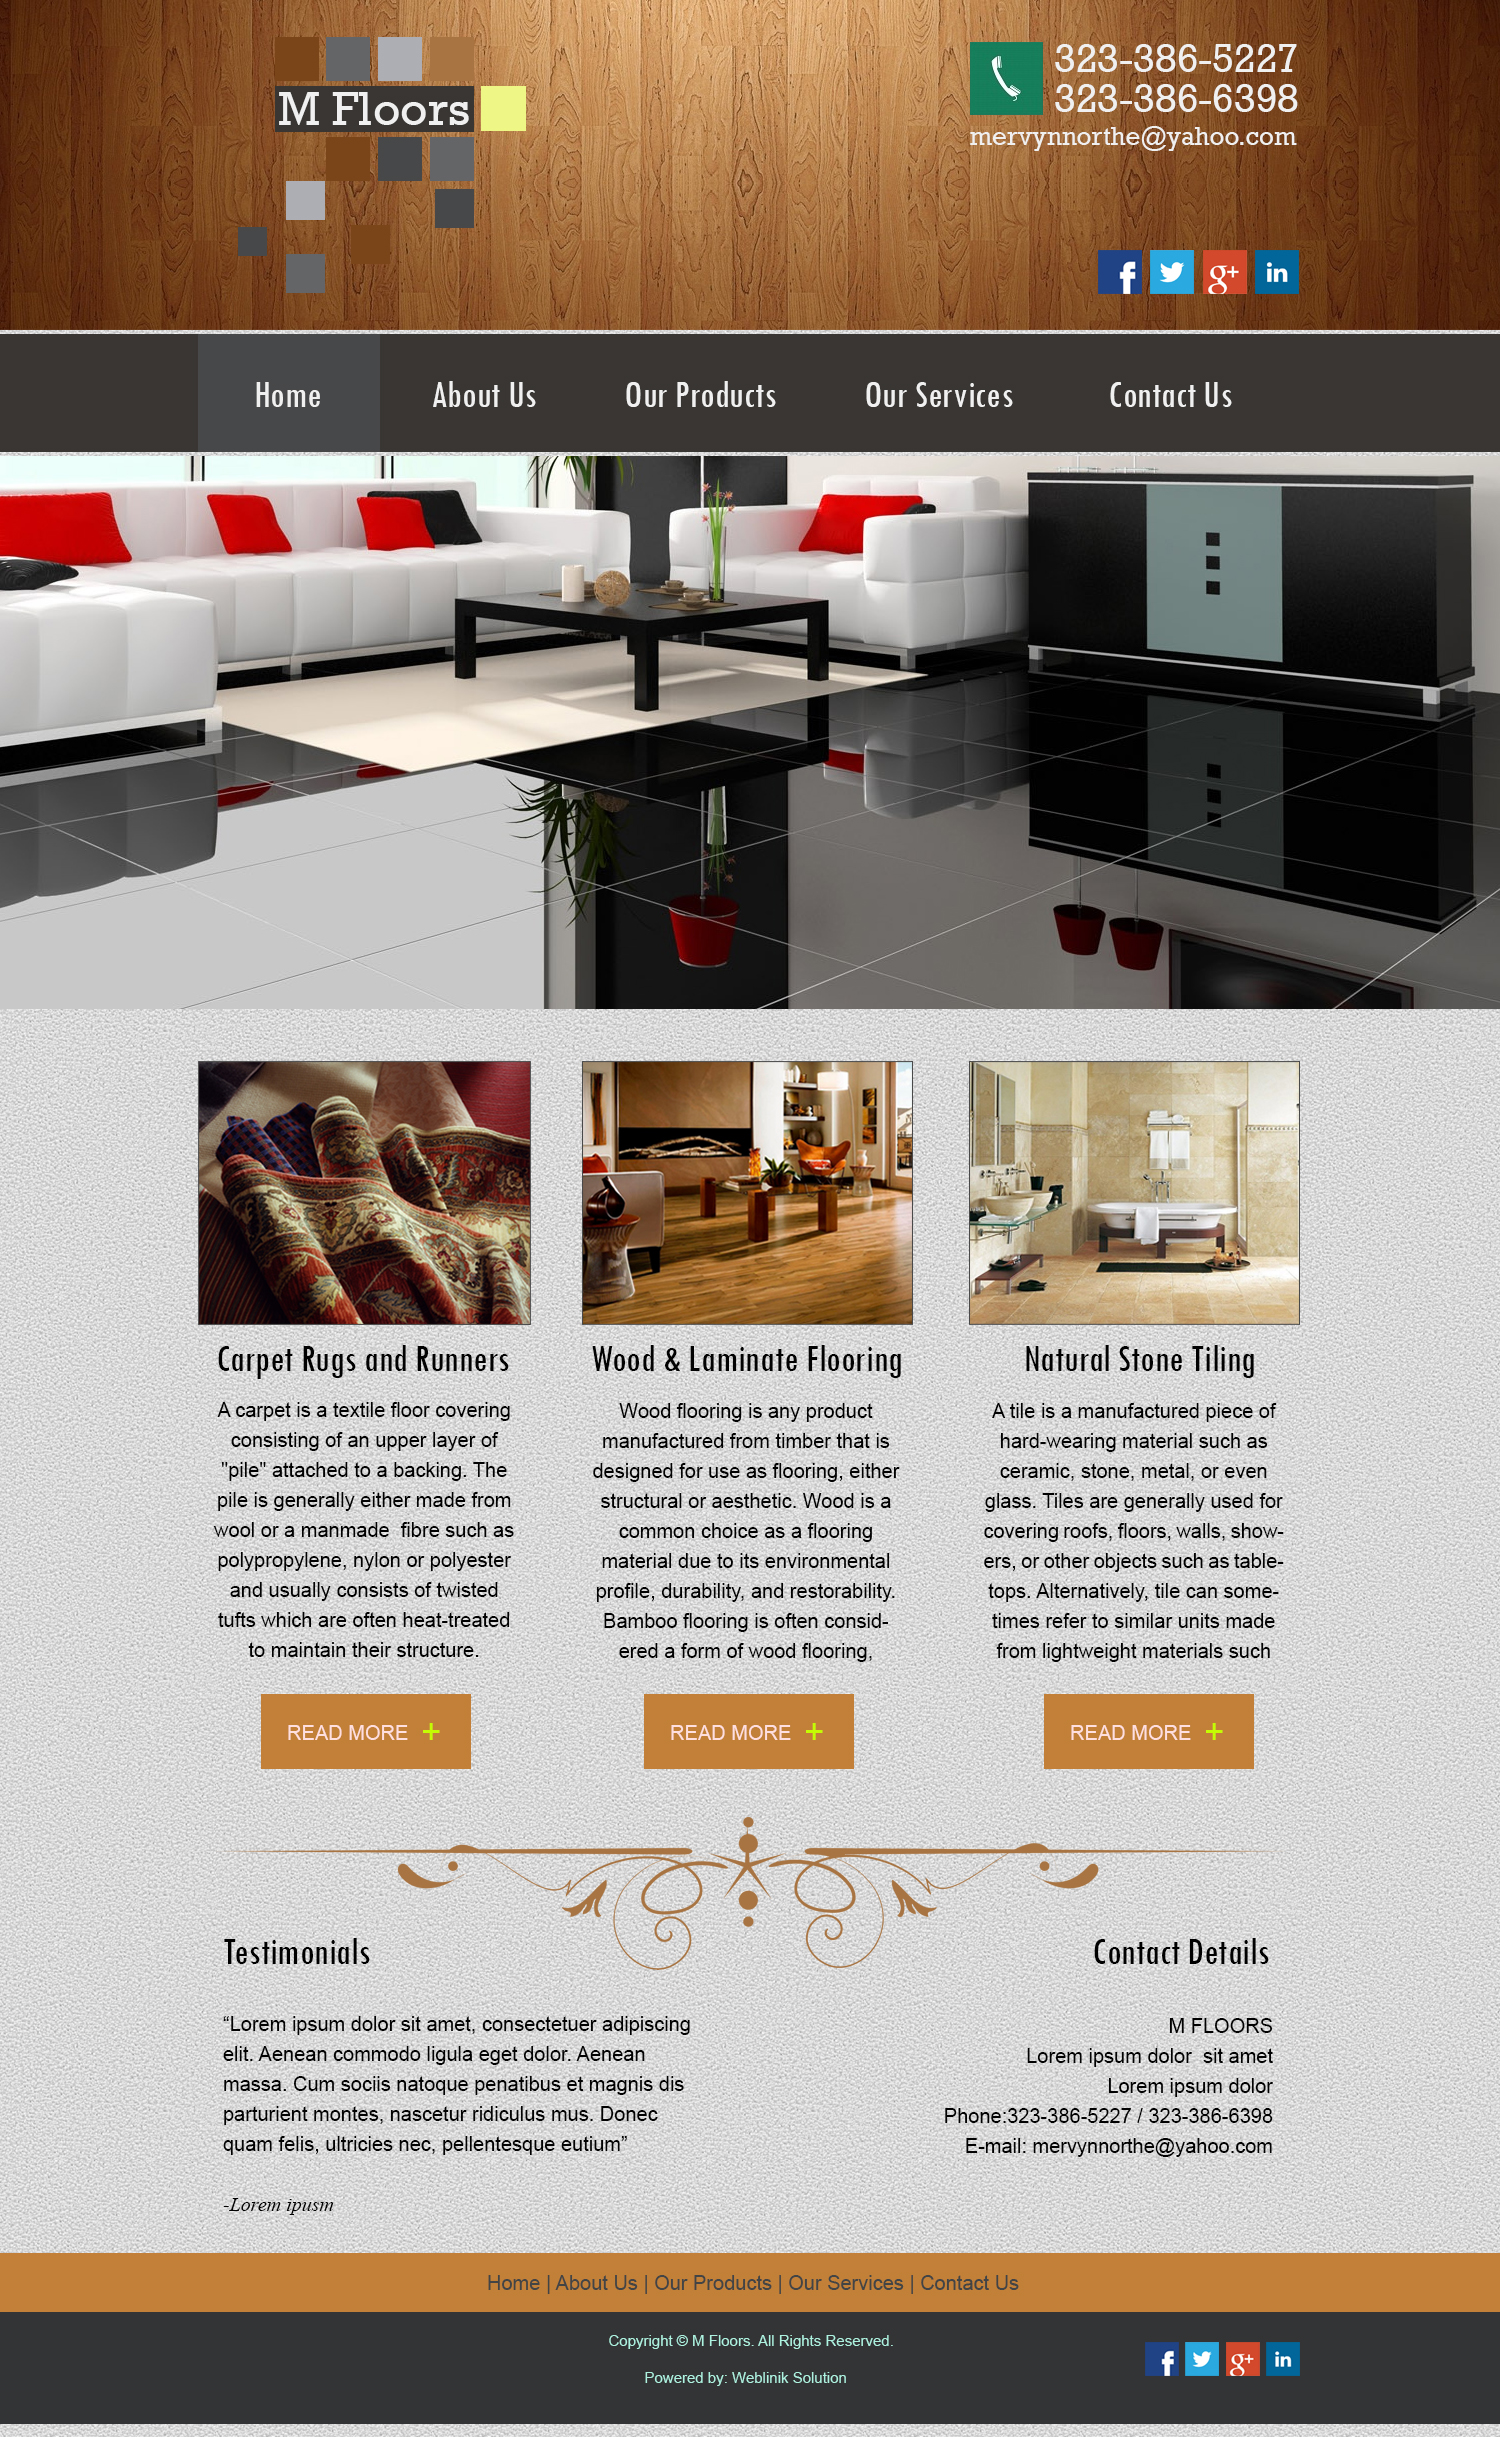 M Floors
323-386-5227
323-386-6398
mervynnorthe@yahoo.com
Home About Us Our Products Our Services Contact Us
Carpet Rugs and Runners
A carpet is a textile floor covering
consisting of an upper layer of
"pile" attached to a backing. The
pile is generally either made from
wool or a manmade  fibre such as
polypropylene, nylon or polyester
and usually consists of twisted
tufts which are often heat-treated
to maintain their structure.
READ MORE +
Wood & Laminate Flooring
Wood flooring is any product
manufactured from timber that is
designed for use as flooring, either
structural or aesthetic. Wood is a
common choice as a flooring
material due to its environmental
profile, durability, and restorability.
Bamboo flooring is often consid-
ered a form of wood flooring,
READ MORE +
Natural Stone Tiling
A tile is a manufactured piece of
hard-wearing material such as
ceramic, stone, metal, or even
glass. Tiles are generally used for
covering roofs, floors, walls, show-
ers, or other objects such as table-
tops. Alternatively, tile can some-
times refer to similar units made
from lightweight materials such
READ MORE +
Testimonials
“Lorem ipsum dolor sit amet, consectetuer adipiscing
elit. Aenean commodo ligula eget dolor. Aenean
massa. Cum sociis natoque penatibus et magnis dis
parturient montes, nascetur ridiculus mus. Donec
quam felis, ultricies nec, pellentesque eutium”
-Lorem ipusm
Contact Details
M FLOORS
Lorem ipsum dolor  sit amet
Lorem ipsum dolor
Phone:323-386-5227 / 323-386-6398
E-mail: mervynnorthe@yahoo.com
Home | About Us | Our Products | Our Services | Contact Us
Copyright © M Floors. All Rights Reserved.
Powered by: Weblinik Solution